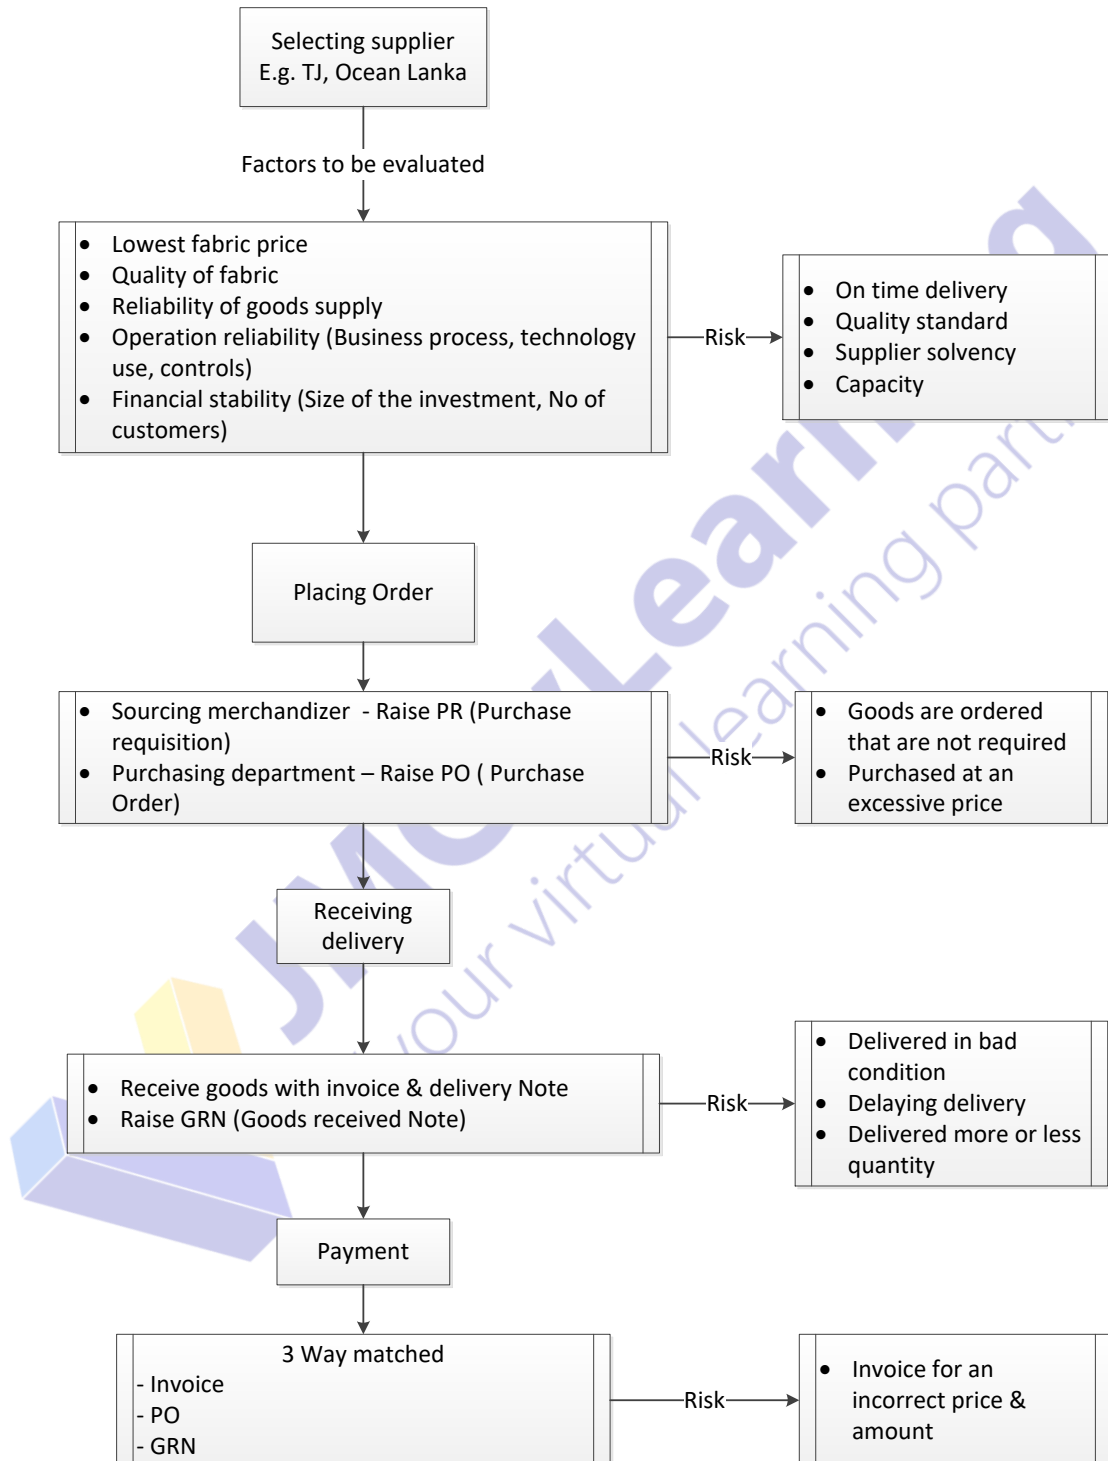 Selecting supplier
E.g. TJ, Ocean Lanka
Factors to be evaluated
• Lowest fabric price
• Quality of fabric
• Reliability of goods supply
• Operation reliability (Business process, technology
use, controls)
• Financial stability (Size of the investment, No of
customers)
Risk
• On time delivery
• Quality standard
• Supplier solvency
• Capacity
Placing Order
• Sourcing merchandizer - Raise PR (Purchase
requisition)
• Purchasing department – Raise PO ( Purchase
Order)
Risk
• Goods are ordered
that are not required
• Purchased at an
excessive price
Receiving
delivery
• Receive goods with invoice & delivery Note
• Raise GRN (Goods received Note)
Risk
• Delivered in bad
condition
• Delaying delivery
• Delivered more or less
quantity
Payment
3 Way matched
- Invoice
- PO
- GRN
Risk
• Invoice for an
incorrect price &
amount
your virtual learning